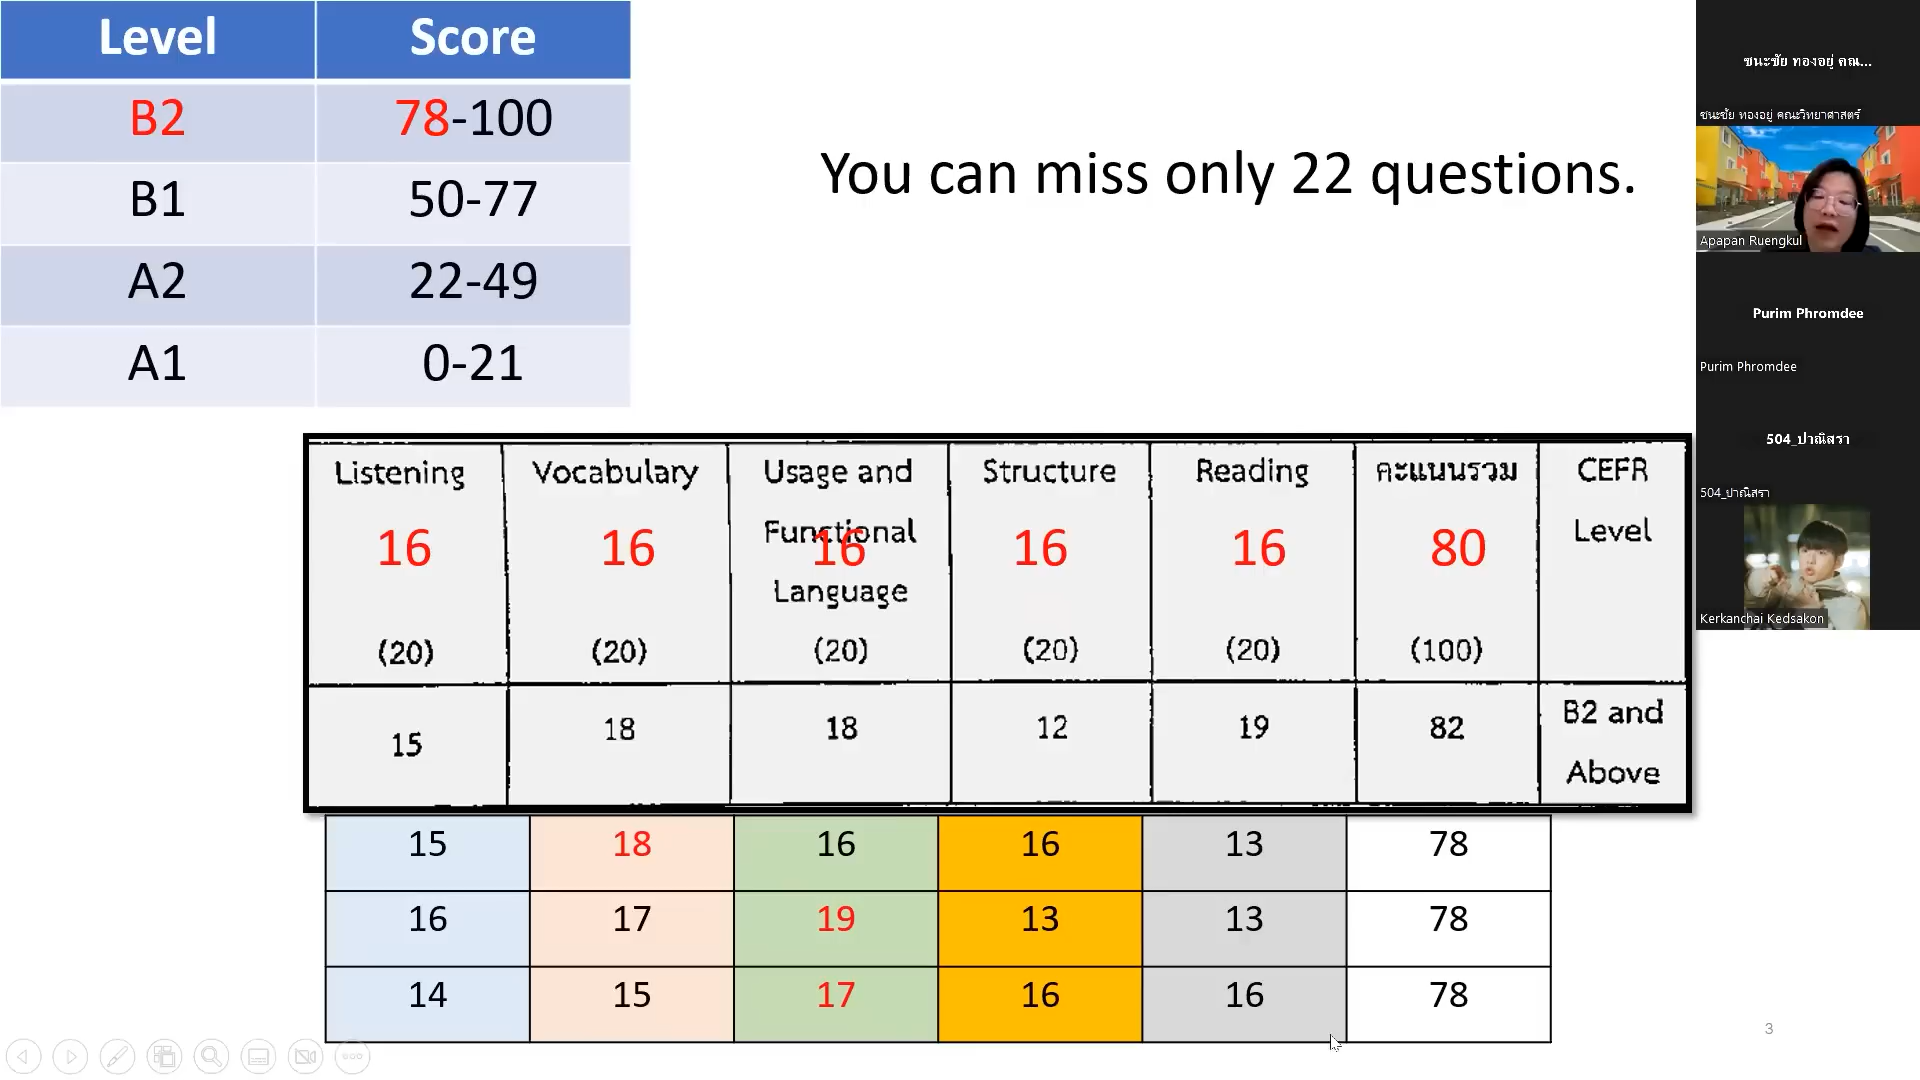 Level Score
B2 78-100
B1 50-77
A2 22-49
A1 0-21
You can miss only 22 questions.
Listening Vocabulary Usage and Structure Reading คะแนนรวม CEFR
Functional Level
16 16 16 16 16 80
Language
(20) (20) (20) (20) (20) (100)
15 18 18 12 19 82 B2 and
Above
15 18 16 16 13 78
16 17 19 13 13 78
14 15 17 16 16 78
3
ชนะชัย ทองอยู่ คณ...
ชนะชัย ทองอยู่ คณะวิทยาศาสตร์
Apapan Ruengkul
Purim Phromdee
Purim Phromdee
504_ปาณิสรา
504_ปาณิสรา
Kerkanchai Kedsakon